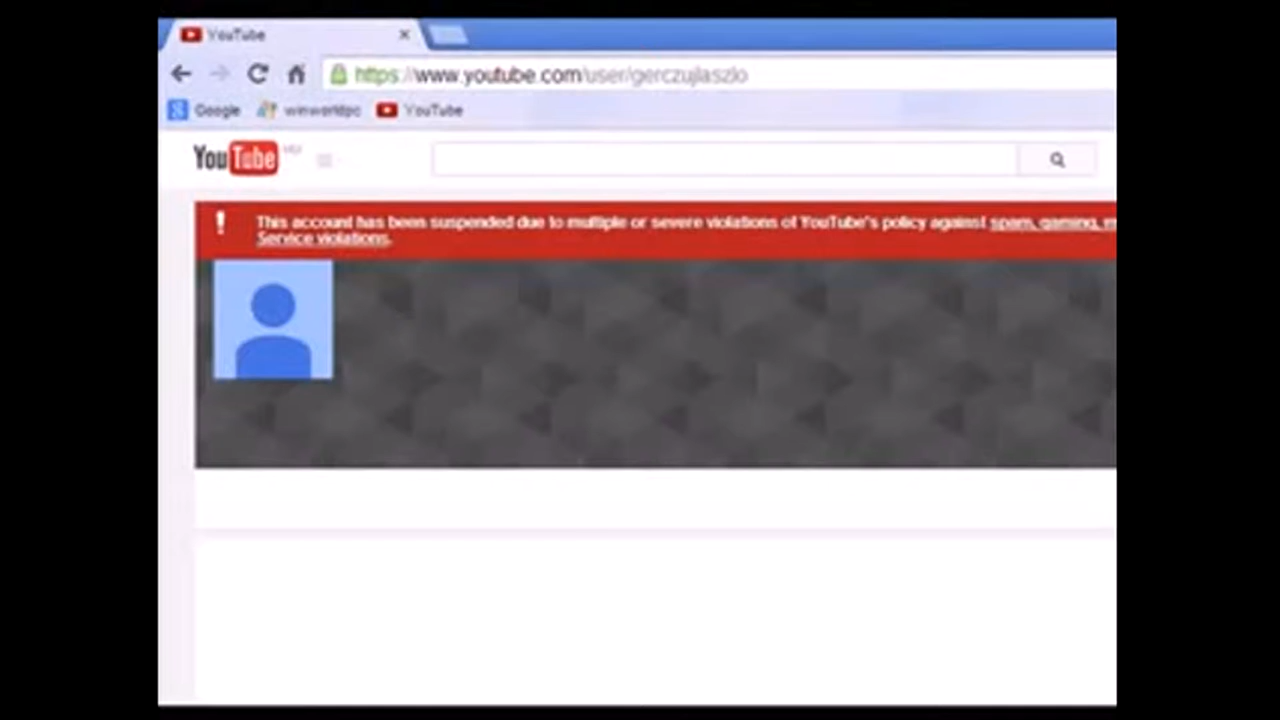 YouTube
https://www.youtube.com/user/gerczujlaszlo
Google winworldpc YouTube
YouTube HU
! This account has been suspended due to multiple or severe violations of YouTube's policy against spam, gaming,
Service violations.